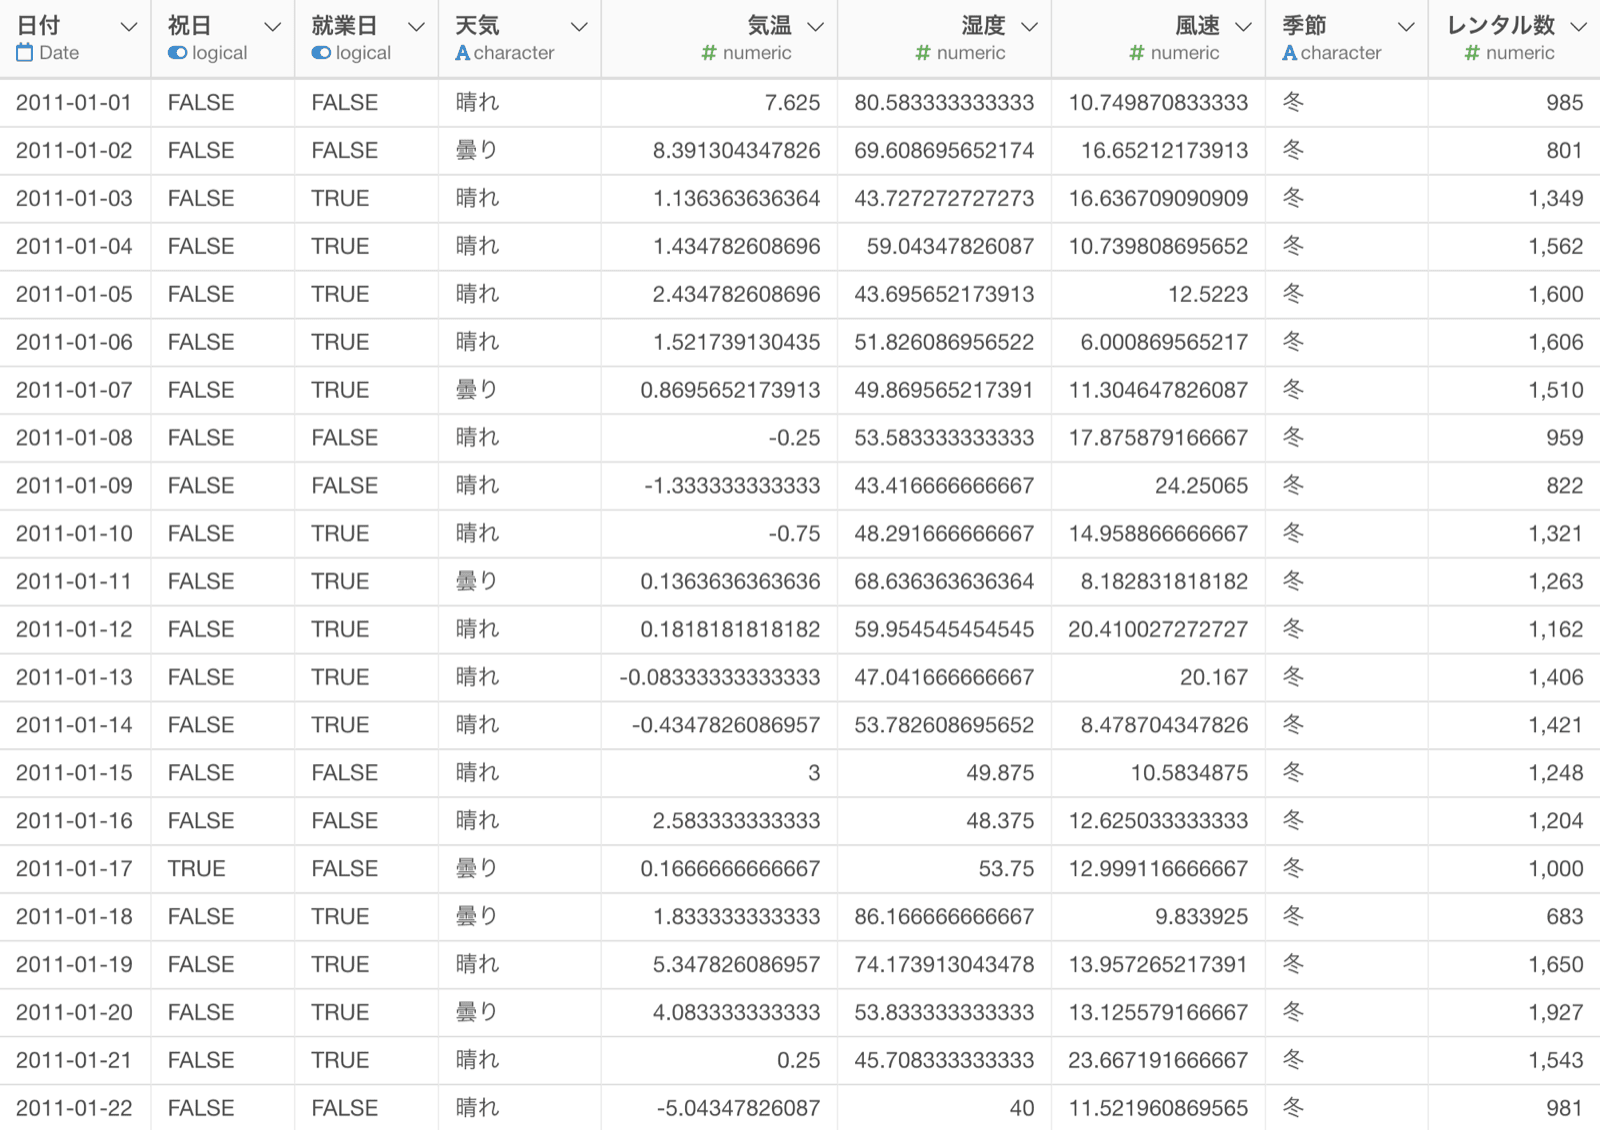 日付 祝日 就業日 天気 気温 湿度 風速 季節 レンタル数
Date logical logical character numeric numeric numeric character numeric
2011-01-01 FALSE FALSE 晴れ 7.625 80.583333333333 10.749870833333 冬 985
2011-01-02 FALSE FALSE 曇り 8.391304347826 69.608695652174 16.65212173913 冬 801
2011-01-03 FALSE TRUE 晴れ 1.136363636364 43.727272727273 16.636709090909 冬 1,349
2011-01-04 FALSE TRUE 晴れ 1.434782608696 59.04347826087 10.739808695652 冬 1,562
2011-01-05 FALSE TRUE 晴れ 2.434782608696 43.695652173913 12.5223 冬 1,600
2011-01-06 FALSE TRUE 晴れ 1.521739130435 51.826086956522 6.000869565217 冬 1,606
2011-01-07 FALSE TRUE 曇り 0.8695652173913 49.869565217391 11.304647826087 冬 1,510
2011-01-08 FALSE FALSE 晴れ -0.25 53.583333333333 17.875879166667 冬 959
2011-01-09 FALSE FALSE 晴れ -1.333333333333 43.416666666667 24.25065 冬 822
2011-01-10 FALSE TRUE 晴れ -0.75 48.291666666667 14.958866666667 冬 1,321
2011-01-11 FALSE TRUE 曇り 0.1363636363636 68.636363636364 8.182831818182 冬 1,263
2011-01-12 FALSE TRUE 晴れ 0.1818181818182 59.954545454545 20.410027272727 冬 1,162
2011-01-13 FALSE TRUE 晴れ -0.08333333333333 47.041666666667 20.167 冬 1,406
2011-01-14 FALSE TRUE 晴れ -0.4347826086957 53.782608695652 8.478704347826 冬 1,421
2011-01-15 FALSE FALSE 晴れ 3 49.875 10.5834875 冬 1,248
2011-01-16 FALSE FALSE 晴れ 2.583333333333 48.375 12.625033333333 冬 1,204
2011-01-17 TRUE FALSE 曇り 0.1666666666667 53.75 12.999116666667 冬 1,000
2011-01-18 FALSE TRUE 曇り 1.833333333333 86.166666666667 9.833925 冬 683
2011-01-19 FALSE TRUE 晴れ 5.347826086957 74.173913043478 13.957265217391 冬 1,650
2011-01-20 FALSE TRUE 曇り 4.083333333333 53.833333333333 13.125579166667 冬 1,927
2011-01-21 FALSE TRUE 晴れ 0.25 45.708333333333 23.667191666667 冬 1,543
2011-01-22 FALSE FALSE 晴れ -5.04347826087 40 11.521960869565 冬 981